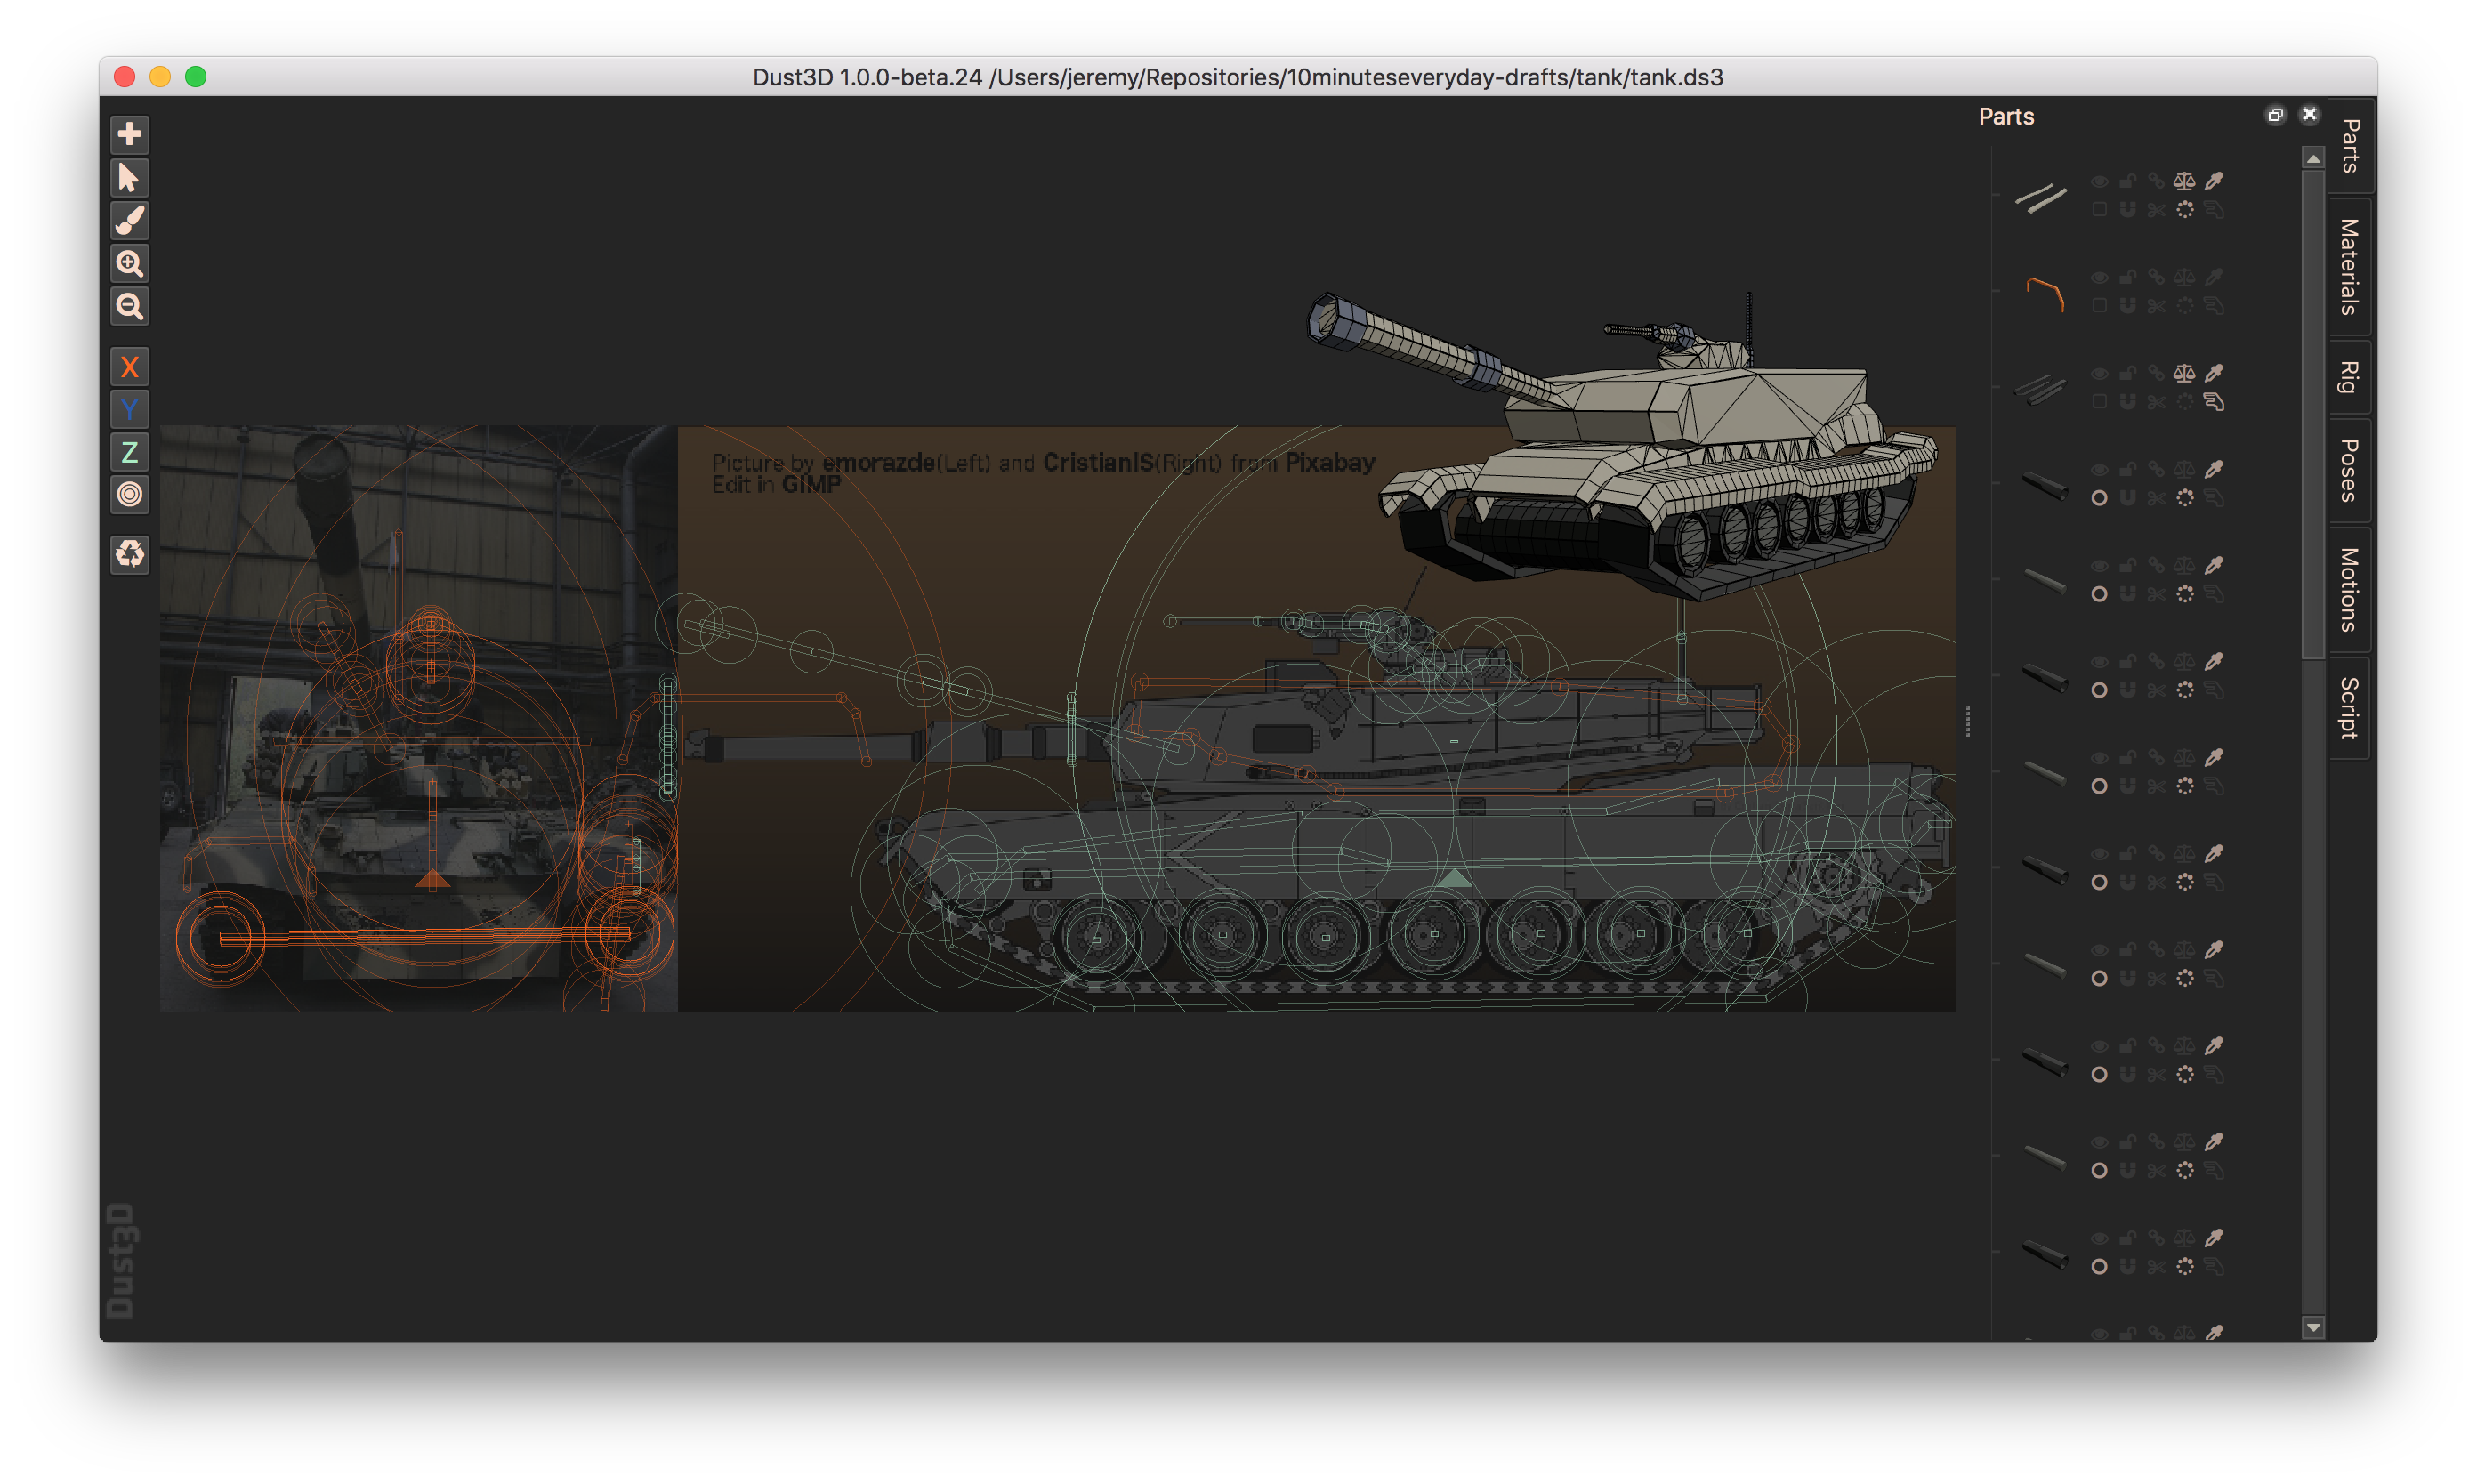 Dust3D 1.0.0-beta.24 /Users/jeremy/Repositories/10minuteseveryday-drafts/tank/tank.ds3
Parts
Parts
Materials
Rig
Poses
Motions
Script
X
Y
Z
Picture by emorazde(Left) and CristianIS(Right) from Pixabay
Edit in GIMP
Dust3D